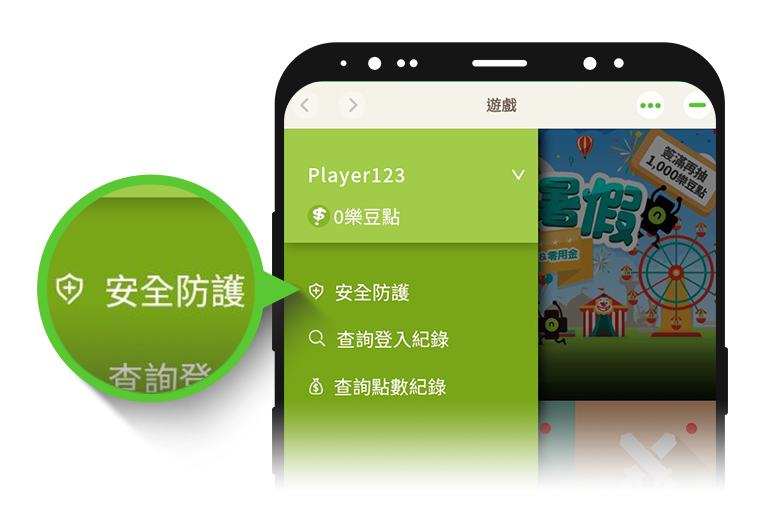 遊戲
Player123
0樂豆點
安全防護
查詢登入紀錄
查詢點數紀錄
安全防護
查詢登
簽滿再抽
1,000樂豆點
暑假
&零用金